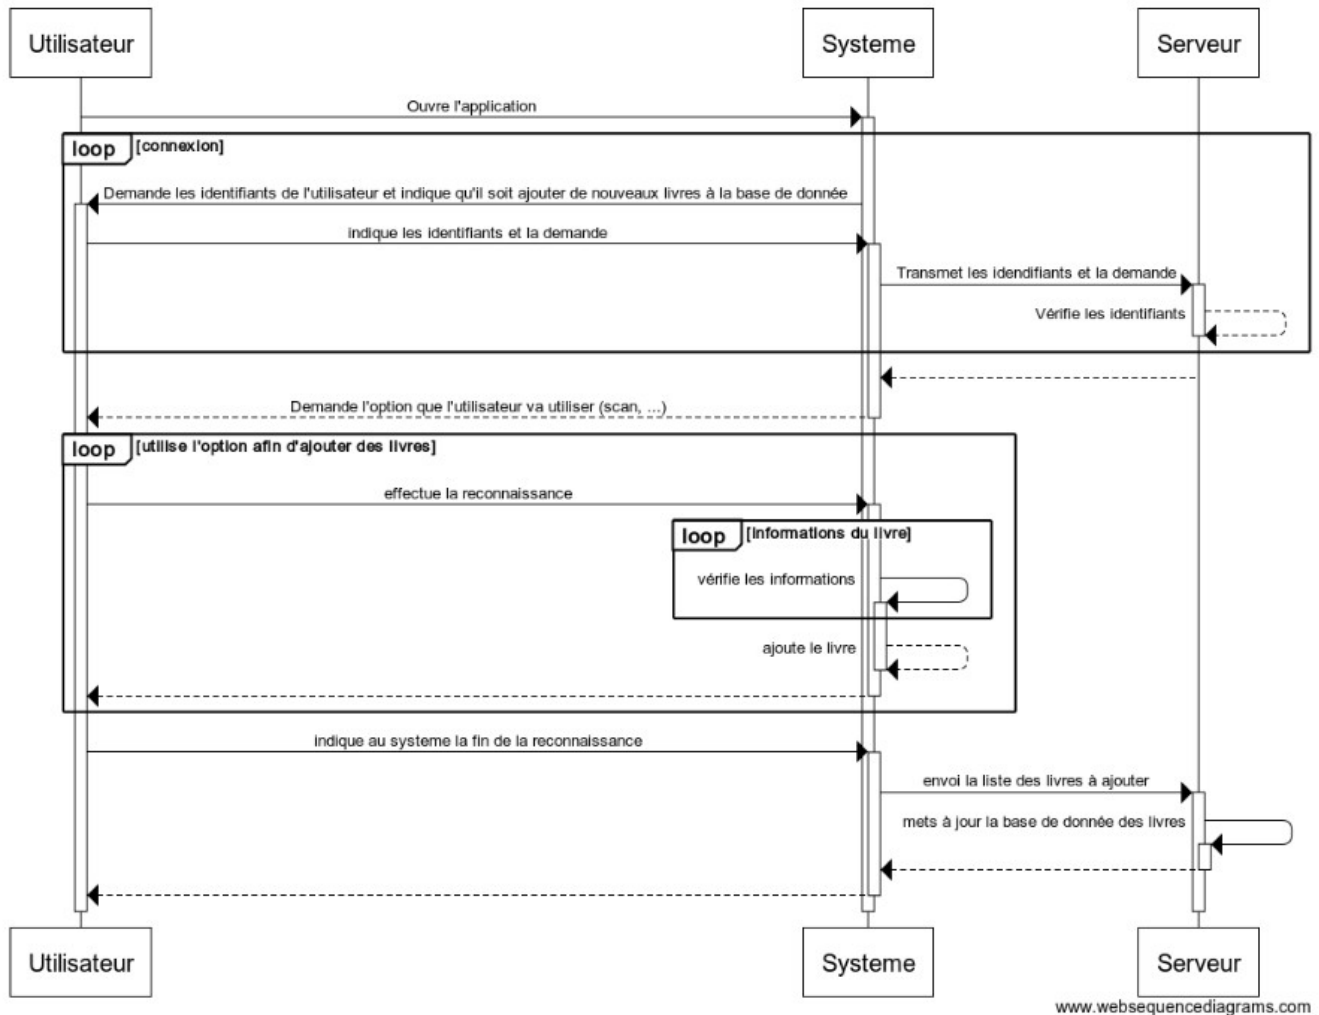 Utilisateur
Systeme
Serveur
Ouvre l'application
loop
[connexion]
Demande les identifiants de l'utilisateur et indique qu'il soit ajouter de nouveaux livres à la base de donnée
indique les identifiants et la demande
Transmet les idendifiants et la demande
Vérifie les identifiants
Demande l'option que l'utilisateur va utiliser (scan, ...)
loop
[utilise l'option afin d'ajouter des livres]
effectue la reconnaissance
loop
[informations du livre]
vérifie les informations
ajoute le livre
indique au systeme la fin de la reconnaissance
envoi la liste des livres à ajouter
mets à jour la base de donnée des livres
Utilisateur
Systeme
Serveur
www.websequencediagrams.com